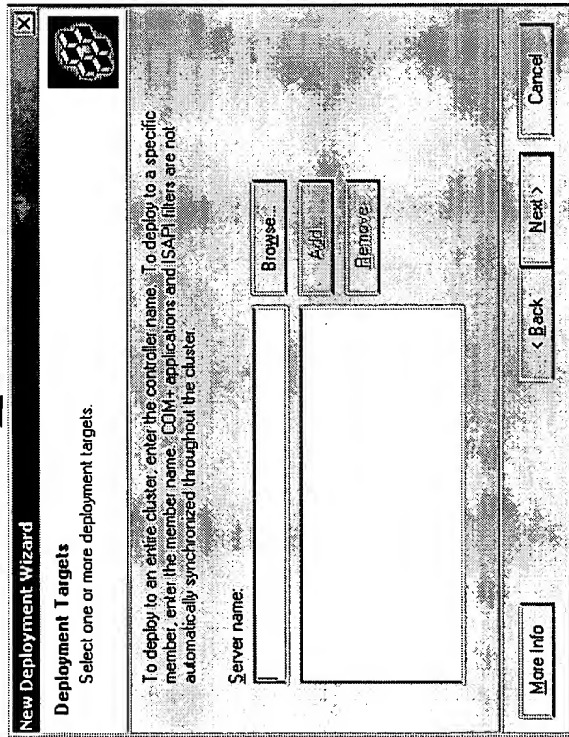 New Deployment Wizard
Deployment Targets
Select one or more deployment targets.
To deploy to an entire cluster, enter the controller name. To deploy to a specific
member, enter the member name. COM+ applications and ISAPI filters are not
automatically synchronized throughout the cluster.
Server name:
Browse...
Add...
Remove
More Info
< Back
Next >
Cancel